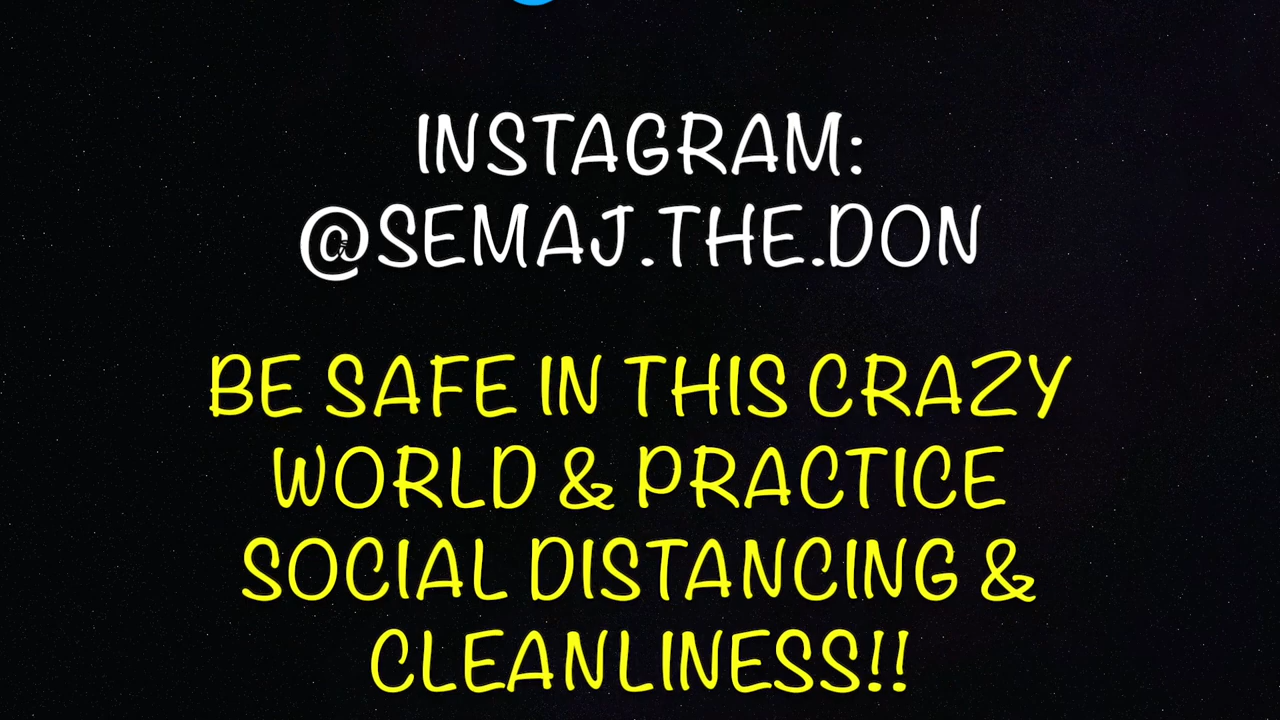 INSTAGRAM:
@SEMAJ.THE.DON
BE SAFE IN THIS CRAZY
WORLD & PRACTICE
SOCIAL DISTANCING &
CLEANLINESS!!